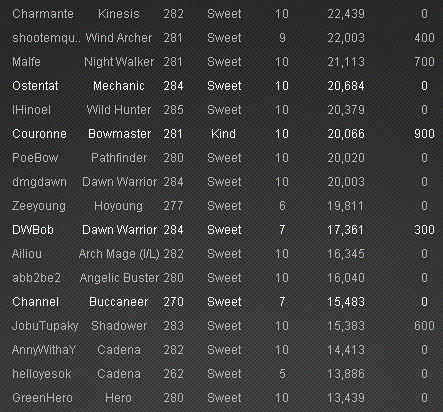 Charmante Kinesis 282 Sweet 10 22,439 0
shootemqu.. Wind Archer 281 Sweet 9 22,003 400
Malfe Night Walker 281 Sweet 10 21,113 700
Ostentat Mechanic 284 Sweet 10 20,684 0
lHinoel Wild Hunter 285 Sweet 10 20,379 0
Couronne Bowmaster 281 Kind 10 20,066 900
PoeBow Pathfinder 280 Sweet 10 20,020 0
dmgdawn Dawn Warrior 284 Sweet 10 20,003 0
Zeeyoung Hoyoung 277 Sweet 6 19,811 0
DWBob Dawn Warrior 284 Sweet 7 17,361 300
Ailiou Arch Mage (I/L) 282 Sweet 10 16,345 0
abb2be2 Angelic Buster 280 Sweet 10 16,040 0
Channel Buccaneer 270 Sweet 7 15,483 0
JobuTupaky Shadower 283 Sweet 10 15,383 600
AnnyWithaY Cadena 282 Sweet 10 14,413 0
helloyesok Cadena 262 Sweet 5 13,886 0
GreenHero Hero 280 Sweet 10 13,439 0